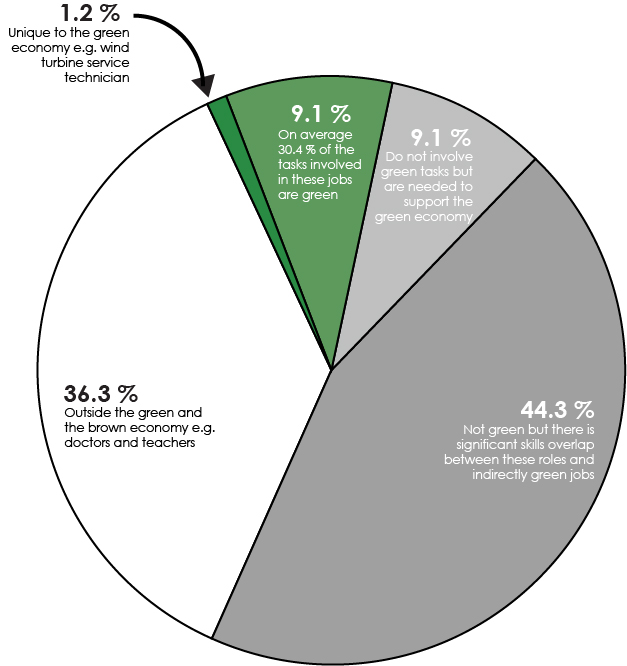 1.2 %
Unique to the green
economy e.g. wind
turbine service
technician
9.1 %
On average
30.4 % of the
tasks involved
in these jobs
are green
9.1 %
Do not involve
green tasks but
are needed to
support the
green economy
36.3 %
Outside the green and
the brown economy e.g.
doctors and teachers
44.3 %
Not green but there is
significant skills overlap
between these roles and
indirectly green jobs